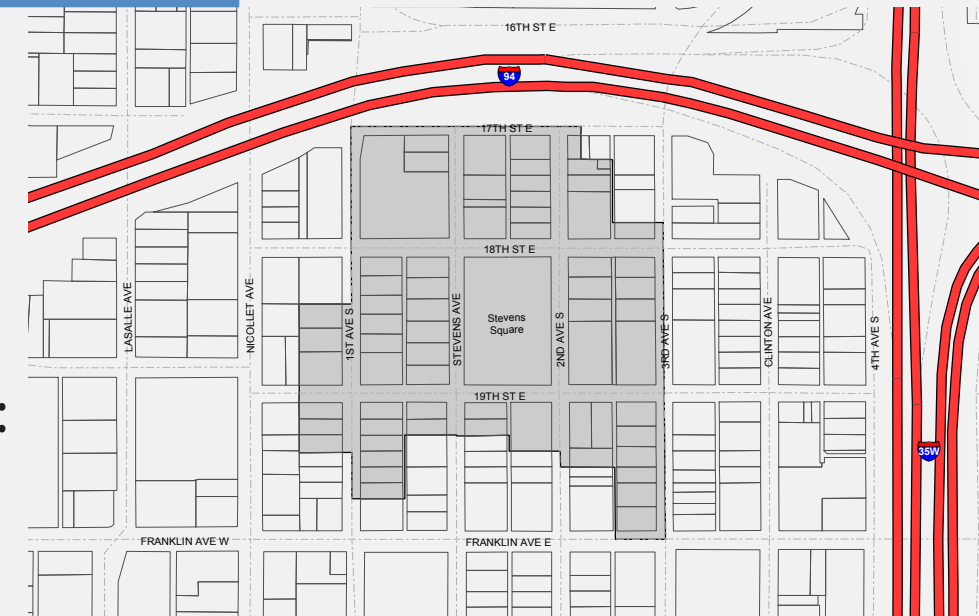 16TH ST E
94
17TH ST E
18TH ST E
LASALLE AVE
NICOLLET AVE
1ST AVE S
STEVENS AVE
Stevens
Square
2ND AVE S
3RD AVE S
CLINTON AVE
4TH AVE S
19TH ST E
35W
FRANKLIN AVE W
FRANKLIN AVE E